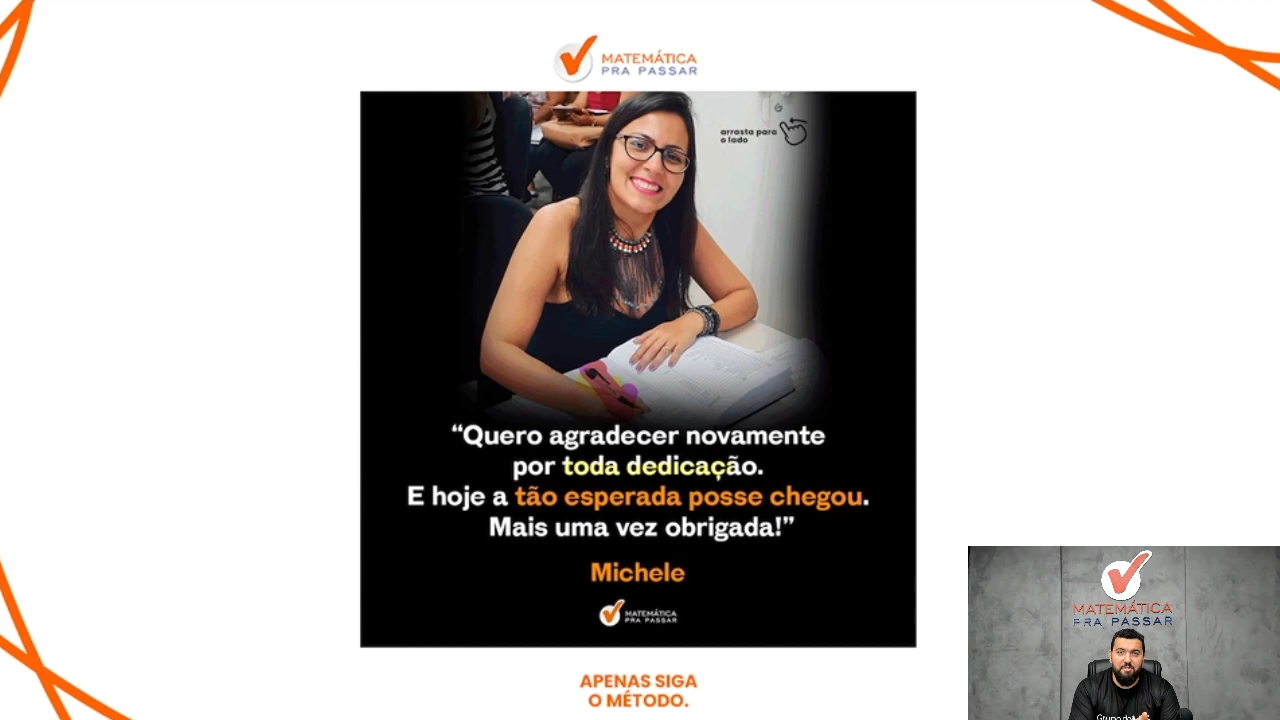 MATEMÁTICA
PRA PASSAR
arrasta para
o lado
“Quero agradecer novamente
por toda dedicação.
E hoje a tão esperada posse chegou.
Mais uma vez obrigada!”
Michele
MATEMÁTICA
PRA PASSAR
APENAS SIGA
O MÉTODO.
MATEMÁTICA
PRA PASSAR